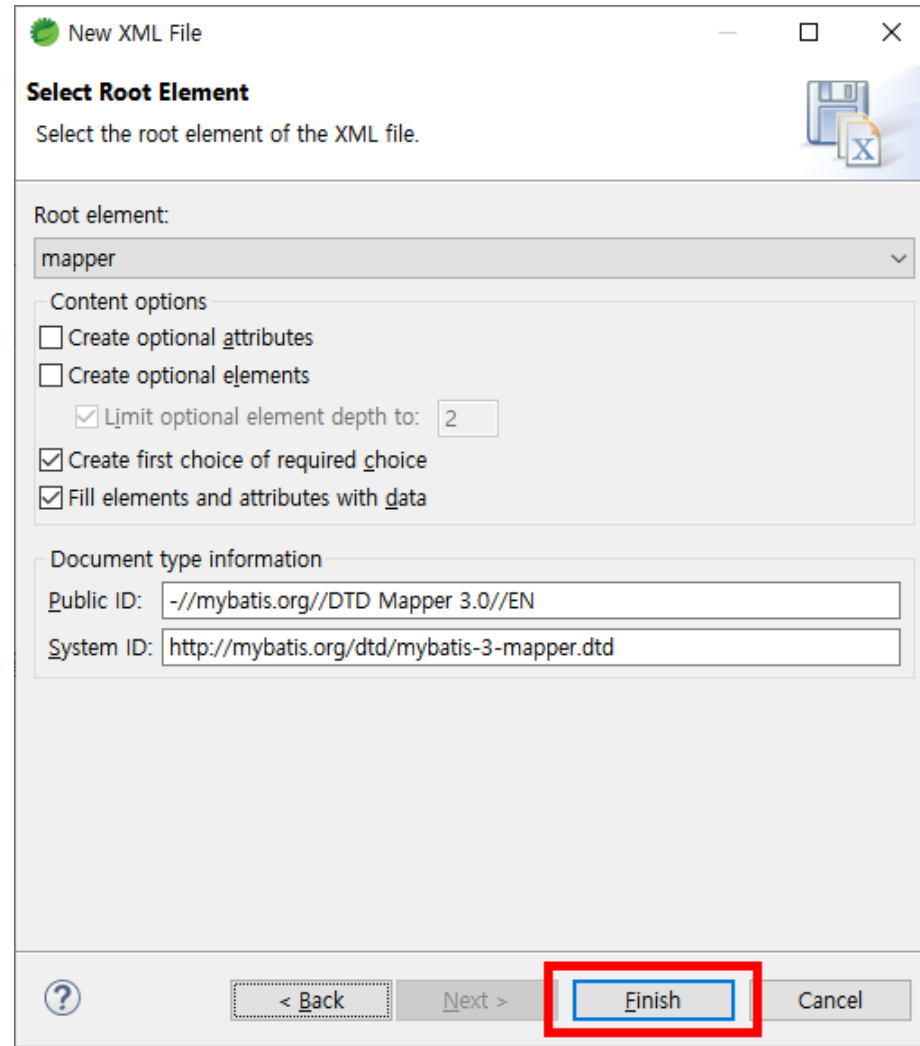 New XML File
Select Root Element
Select the root element of the XML file.
X
Root element:
mapper
Content options
Create optional attributes
Create optional elements
Limit optional element depth to: 2
Create first choice of required choice
Fill elements and attributes with data
Document type information
Public ID: -//mybatis.org//DTD Mapper 3.0//EN
System ID: http://mybatis.org/dtd/mybatis-3-mapper.dtd
? < Back Next > Finish Cancel